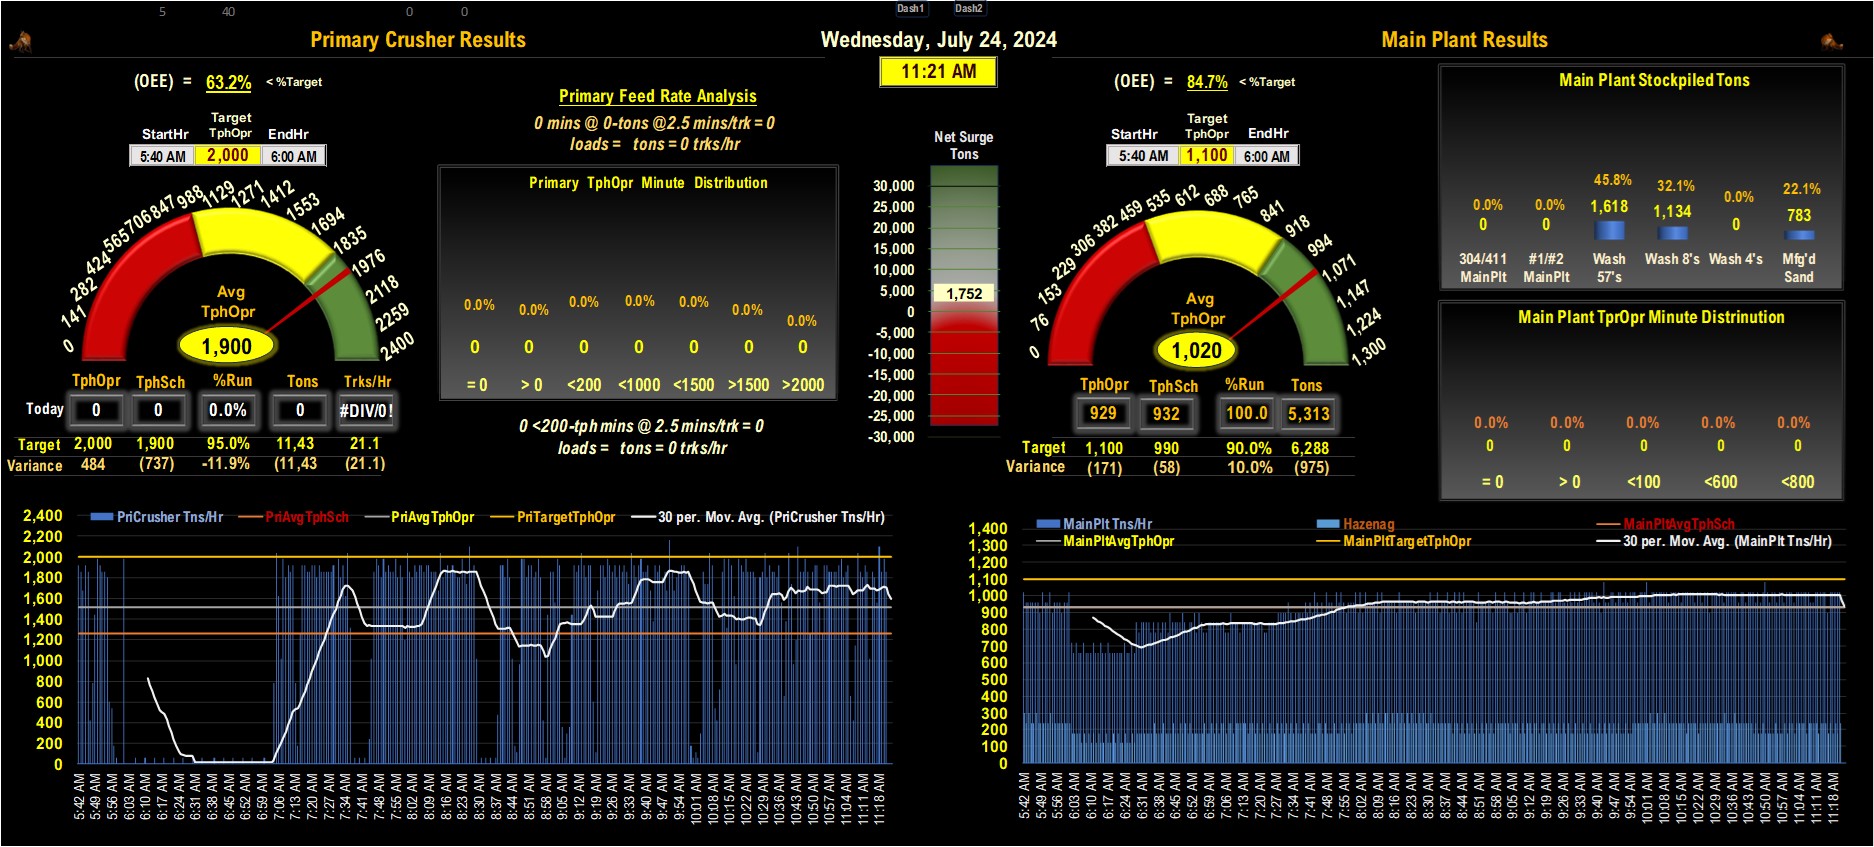 5 40 0 0 Dash1 Dash2
Primary Crusher Results
Wednesday, July 24, 2024
Main Plant Results
11:21 AM
(OEE) = 63.2% < %Target
Target
StartHr TphOpr EndHr
5:40 AM 2,000 6:00 AM
0 141 282 424 565 706 847 988 1129 1271 1412 1553 1694 1835 1976 2118 2259 2400
Avg
TphOpr
1,900
TphOpr TphSch %Run Tons Trks/Hr
Today 0 0 0.0% 0 #DIV/0!
Target 2,000 1,900 95.0% 11,43 21.1
Variance 484 (737) -11.9% (11,43 (21.1)
Primary Feed Rate Analysis
0 mins @ 0-tons @2.5 mins/trk = 0
loads = tons = 0 trks/hr
Primary TphOpr Minute Distribution
0.0% 0.0% 0.0% 0.0% 0.0% 0.0% 0.0%
0 0 0 0 0 0 0
= 0 > 0 <200 <1000 <1500 >1500 >2000
0 <200-tph mins @ 2.5 mins/trk = 0
loads = tons = 0 trks/hr
Net Surge
Tons
30,000
25,000
20,000
15,000
10,000
5,000
1,752
0
-5,000
-10,000
-15,000
-20,000
-25,000
-30,000
(OEE) = 84.7% < %Target
Target
StartHr TphOpr EndHr
5:40 AM 1,100 6:00 AM
0 76 153 229 306 382 459 535 612 688 765 841 918 994 1,071 1,147 1,224 1,300
Avg
TphOpr
1,020
TphOpr TphSch %Run Tons
929 932 100.0 5,313
Target 1,100 990 90.0% 6,288
Variance (171) (58) 10.0% (975)
Main Plant Stockpiled Tons
0.0% 0.0% 45.8% 32.1% 0.0% 22.1%
0 0 1,618 1,134 0 783
304/411 #1/#2 Wash Wash 8's Wash 4's Mfg'd
MainPlt MainPlt 57's Sand
Main Plant TprOpr Minute Distrinution
0.0% 0.0% 0.0% 0.0% 0.0%
0 0 0 0 0
= 0 > 0 <100 <600 <800
PriCrusher Tns/Hr PriAvgTphSch PriAvgTphOpr PriTargetTphOpr 30 per. Mov. Avg. (PriCrusher Tns/Hr)
2,400
2,200
2,000
1,800
1,600
1,400
1,200
1,000
800
600
400
200
0
5:42 AM 5:49 AM 5:56 AM 6:03 AM 6:10 AM 6:17 AM 6:24 AM 6:31 AM 6:38 AM 6:45 AM 6:52 AM 6:59 AM 7:06 AM 7:13 AM 7:20 AM 7:27 AM 7:34 AM 7:41 AM 7:48 AM 7:55 AM 8:02 AM 8:09 AM 8:16 AM 8:23 AM 8:30 AM 8:37 AM 8:44 AM 8:51 AM 8:58 AM 9:05 AM 9:12 AM 9:19 AM 9:26 AM 9:33 AM 9:40 AM 9:47 AM 9:54 AM 10:01 AM 10:08 AM 10:15 AM 10:22 AM 10:29 AM 10:36 AM 10:43 AM 10:50 AM 10:57 AM 11:04 AM 11:11 AM 11:18 AM
MainPlt Tns/Hr Hazenag MainPltAvgTphSch
MainPltAvgTphOpr MainPltTargetTphOpr 30 per. Mov. Avg. (MainPlt Tns/Hr)
1,400
1,300
1,200
1,100
1,000
900
800
700
600
500
400
300
200
100
0
5:42 AM 5:49 AM 5:56 AM 6:03 AM 6:10 AM 6:17 AM 6:24 AM 6:31 AM 6:38 AM 6:45 AM 6:52 AM 6:59 AM 7:06 AM 7:13 AM 7:20 AM 7:27 AM 7:34 AM 7:41 AM 7:48 AM 7:55 AM 8:02 AM 8:09 AM 8:16 AM 8:23 AM 8:30 AM 8:37 AM 8:44 AM 8:51 AM 8:58 AM 9:05 AM 9:12 AM 9:19 AM 9:26 AM 9:33 AM 9:40 AM 9:47 AM 9:54 AM 10:01 AM 10:08 AM 10:15 AM 10:22 AM 10:29 AM 10:36 AM 10:43 AM 10:50 AM 10:57 AM 11:04 AM 11:11 AM 11:18 AM